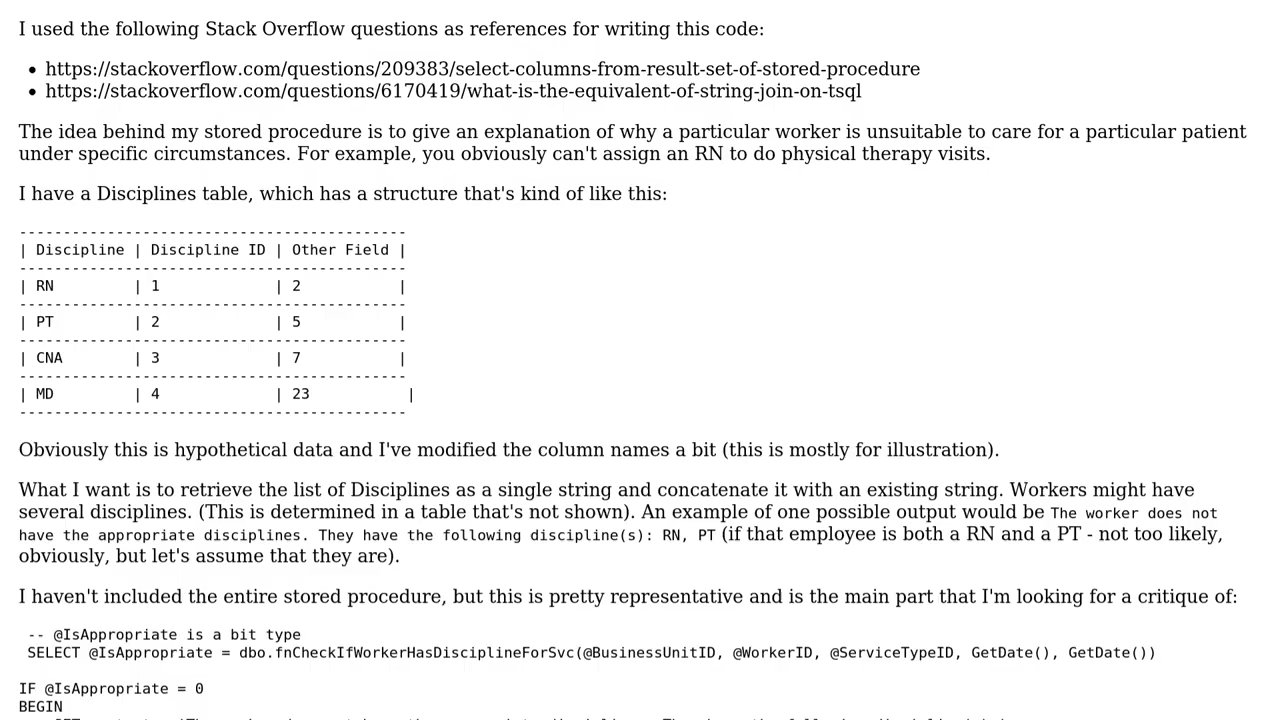 I used the following Stack Overflow questions as references for writing this code:
• https://stackoverflow.com/questions/209383/select-columns-from-result-set-of-stored-procedure
• https://stackoverflow.com/questions/6170419/what-is-the-equivalent-of-string-join-on-tsql
The idea behind my stored procedure is to give an explanation of why a particular worker is unsuitable to care for a particular patient
under specific circumstances. For example, you obviously can't assign an RN to do physical therapy visits.
I have a Disciplines table, which has a structure that's kind of like this:
--------------------------------------------
| Discipline | Discipline ID | Other Field |
--------------------------------------------
| RN         | 1             | 2           |
--------------------------------------------
| PT         | 2             | 5           |
--------------------------------------------
| CNA        | 3             | 7           |
--------------------------------------------
| MD         | 4             | 23           |
--------------------------------------------
Obviously this is hypothetical data and I've modified the column names a bit (this is mostly for illustration).
What I want is to retrieve the list of Disciplines as a single string and concatenate it with an existing string. Workers might have
several disciplines. (This is determined in a table that's not shown). An example of one possible output would be The worker does not
have the appropriate disciplines. They have the following discipline(s): RN, PT (if that employee is both a RN and a PT - not too likely,
obviously, but let's assume that they are).
I haven't included the entire stored procedure, but this is pretty representative and is the main part that I'm looking for a critique of:
-- @IsAppropriate is a bit type
SELECT @IsAppropriate = dbo.fnCheckIfWorkerHasDisciplineForSvc(@BusinessUnitID, @WorkerID, @ServiceTypeID, GetDate(), GetDate())
IF @IsAppropriate = 0
BEGIN